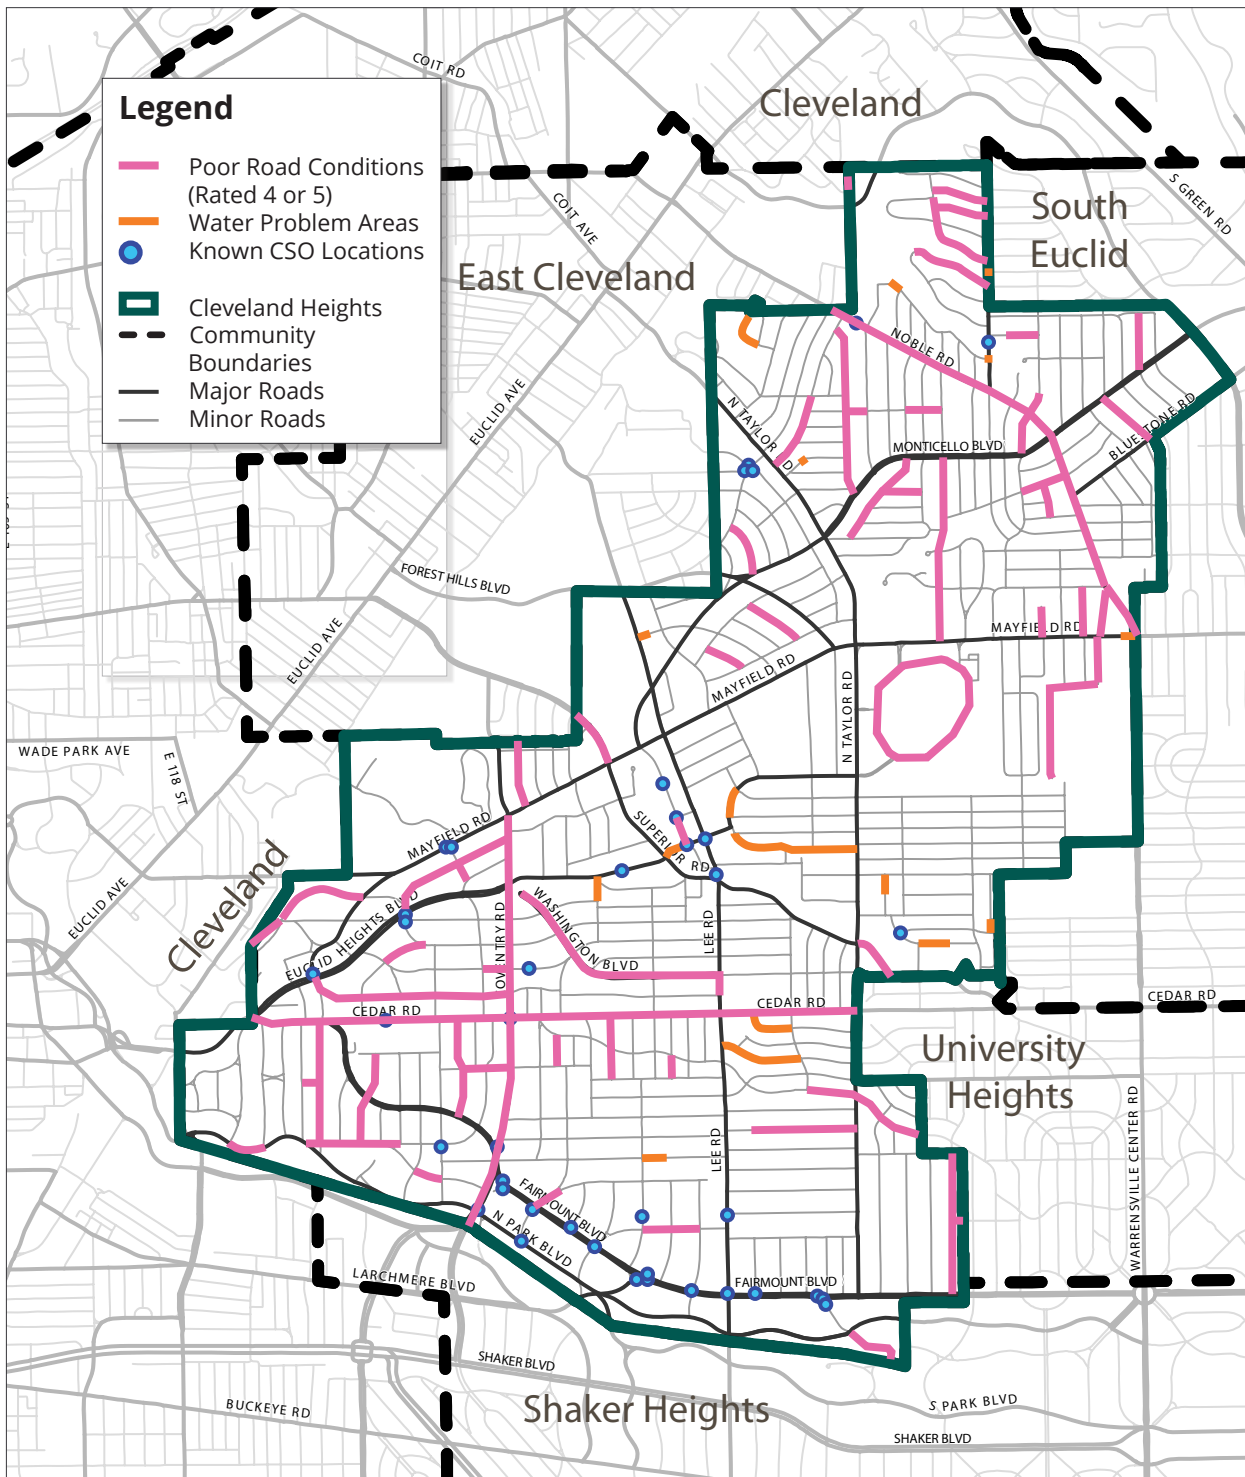 COIT RD
Cleveland
Legend
Poor Road Conditions
(Rated 4 or 5)
Water Problem Areas
Known CSO Locations
Cleveland Heights
Community
Boundaries
Major Roads
Minor Roads
COIT AVE
S GREEN RD
South
Euclid
East Cleveland
NOBLE RD
EUCLID AVE
N TAYLOR RD
MONTICELLO BLVD
BLUESTONE RD
FOREST HILLS BLVD
EUCLID AVE
MAYFIELD RD
MAYFIELD RD
N TAYLOR RD
WADE PARK AVE
E 118 ST
MAYFIELD RD
SUPERIOR RD
Cleveland
EUCLID AVE
EUCLID HEIGHTS BLVD
COVENTRY RD
WASHINGTON BLVD
LEE RD
CEDAR RD
CEDAR RD
CEDAR RD
University
Heights
WARRENSVILLE CENTER RD
LEE RD
FAIRMOUNT BLVD
N PARK BLVD
LARCHMERE BLVD
FAIRMOUNT BLVD
SHAKER BLVD
Shaker Heights
BUCKEYE RD
S PARK BLVD
SHAKER BLVD